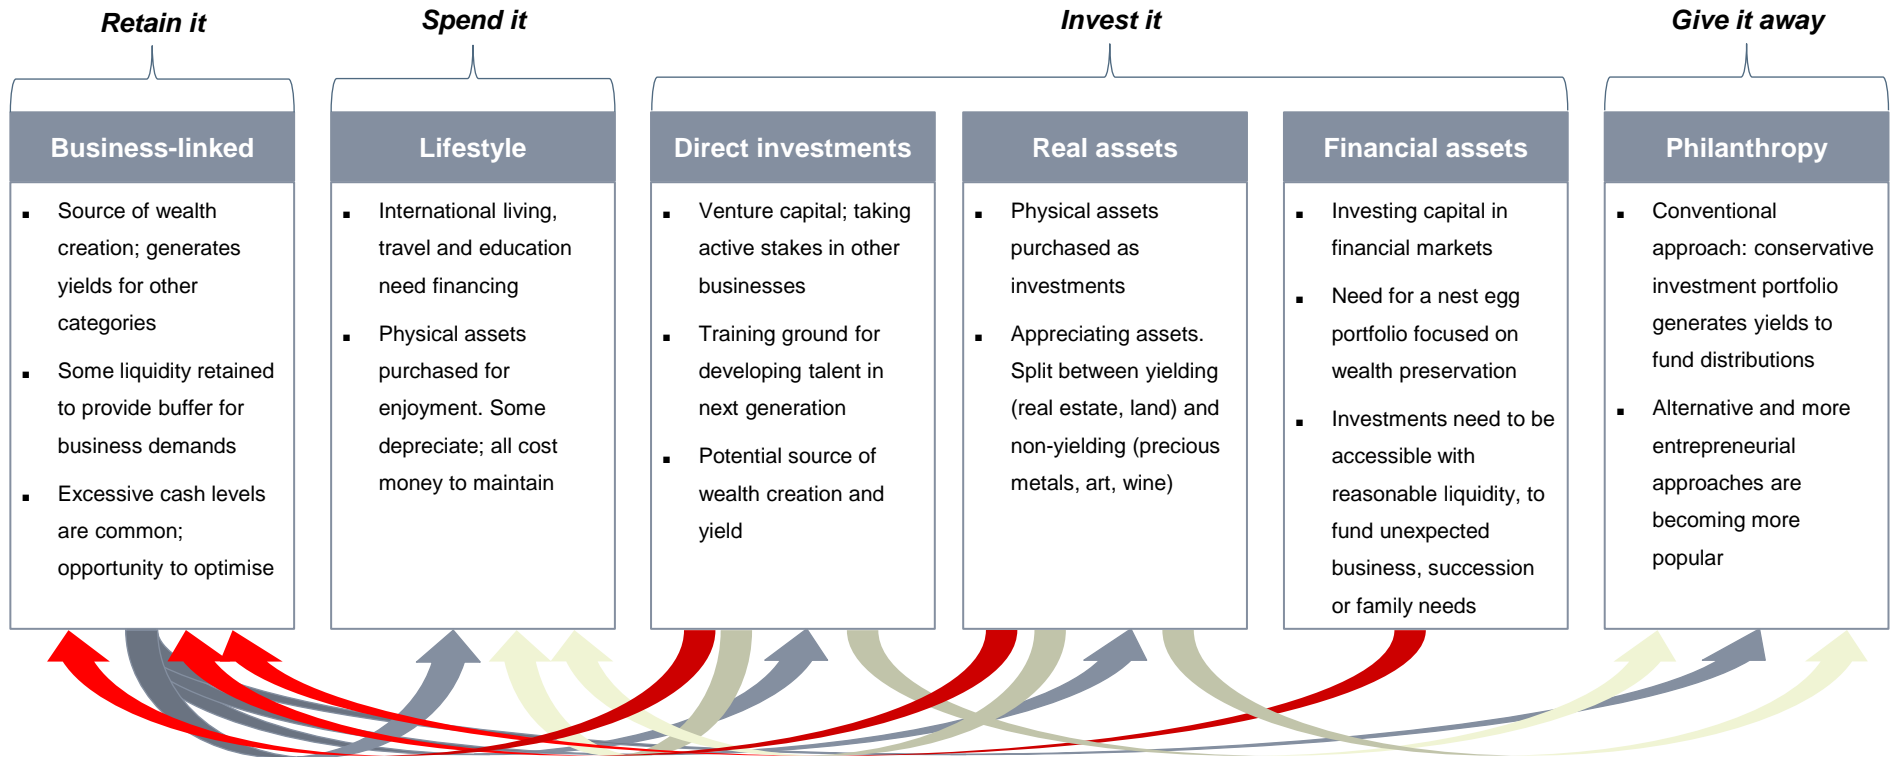 Retain it
Spend it
Invest it
Give it away
Business-linked
▪ Source of wealth
creation; generates
yields for other
categories
▪ Some liquidity retained
to provide buffer for
business demands
▪ Excessive cash levels
are common;
opportunity to optimise
Lifestyle
▪ International living,
travel and education
need financing
▪ Physical assets
purchased for
enjoyment. Some
depreciate; all cost
money to maintain
Direct investments
▪ Venture capital; taking
active stakes in other
businesses
▪ Training ground for
developing talent in
next generation
▪ Potential source of
wealth creation and
yield
Real assets
▪ Physical assets
purchased as
investments
▪ Appreciating assets.
Split between yielding
(real estate, land) and
non-yielding (precious
metals, art, wine)
Financial assets
▪ Investing capital in
financial markets
▪ Need for a nest egg
portfolio focused on
wealth preservation
▪ Investments need to be
accessible with
reasonable liquidity, to
fund unexpected
business, succession
or family needs
Philanthropy
▪ Conventional
approach: conservative
investment portfolio
generates yields to
fund distributions
▪ Alternative and more
entrepreneurial
approaches are
becoming more
popular